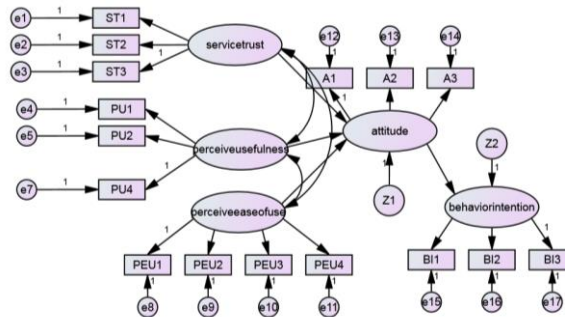 e1 1 ST1
e2 1 ST2
e3 1 ST3 1
servicetrust
e12 e13 e14
1 1 1
A1 A2 A3
1
e4 1 PU1
e5 1 PU2
e7 1 PU4 1
perceiveusefulness
attitude
1
Z1
Z2
1
perceiveeaseofuse
behaviorintention
1
PEU1 PEU2 PEU3 PEU4
1 1 1 1
e8 e9 e10 e11
1
BI1 BI2 BI3
1 1 1
e15 e16 e17